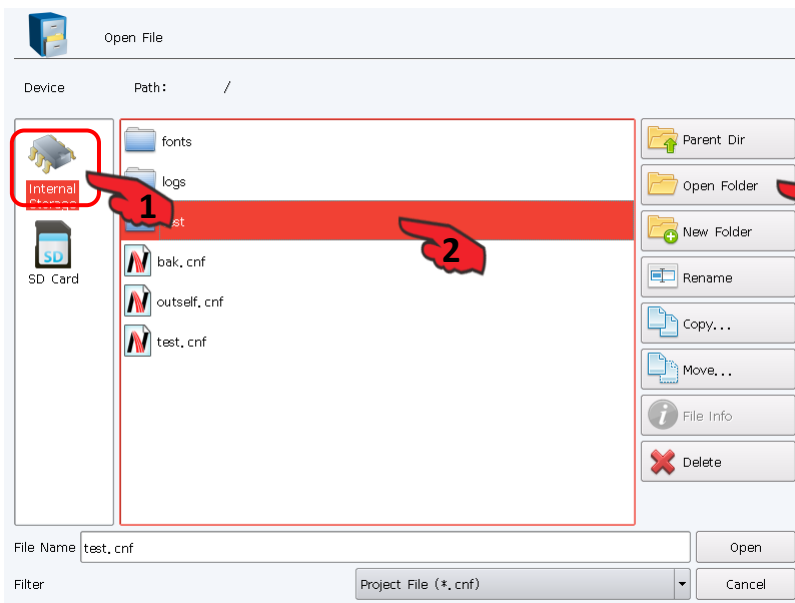 Open File
Device Path: /
Internal
Storage
SD Card
fonts
logs
1
2
bak.cnf
outself.cnf
test.cnf
Parent Dir
Open Folder
New Folder
Rename
Copy...
Move...
File Info
Delete
File Name test.cnf
Open
Filter
Project File (*.cnf)
Cancel